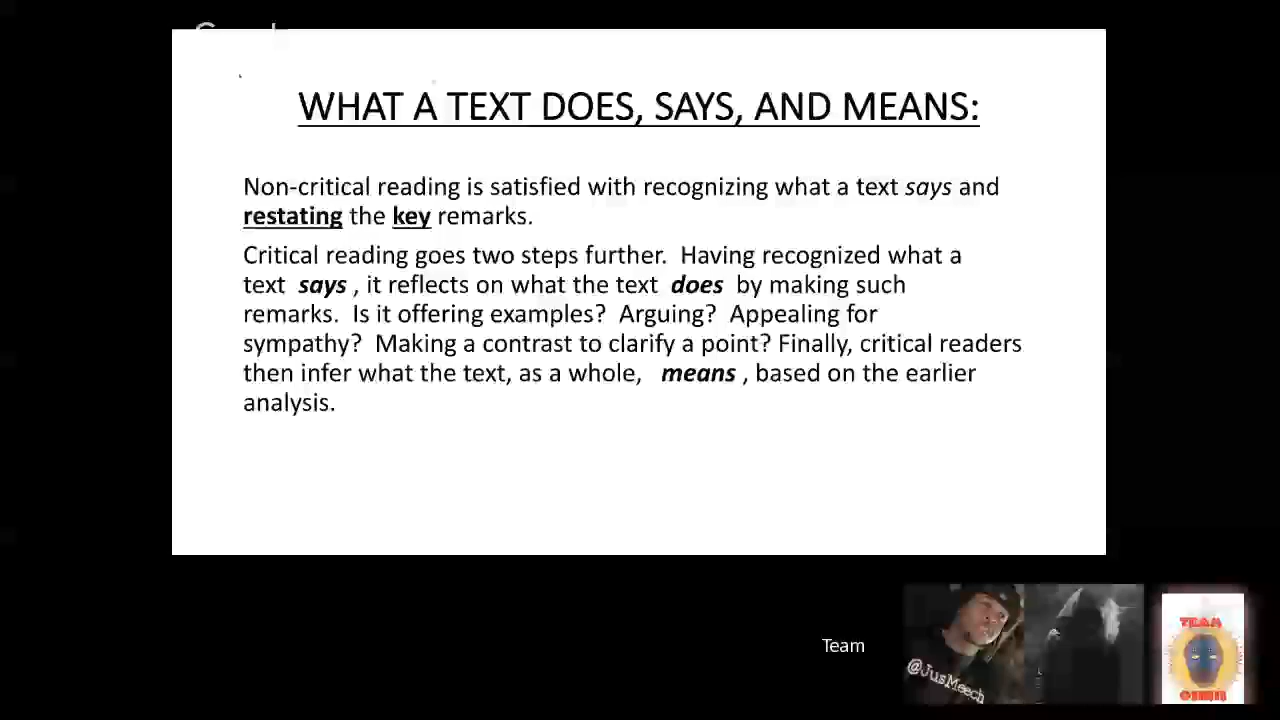 WHAT A TEXT DOES, SAYS, AND MEANS:
Non-critical reading is satisfied with recognizing what a text says and
restating the key remarks.
Critical reading goes two steps further. Having recognized what a
text says , it reflects on what the text does by making such
remarks. Is it offering examples? Arguing? Appealing for
sympathy? Making a contrast to clarify a point? Finally, critical readers
then infer what the text, as a whole, means , based on the earlier
analysis.
Team
@JusMeech
TEAM